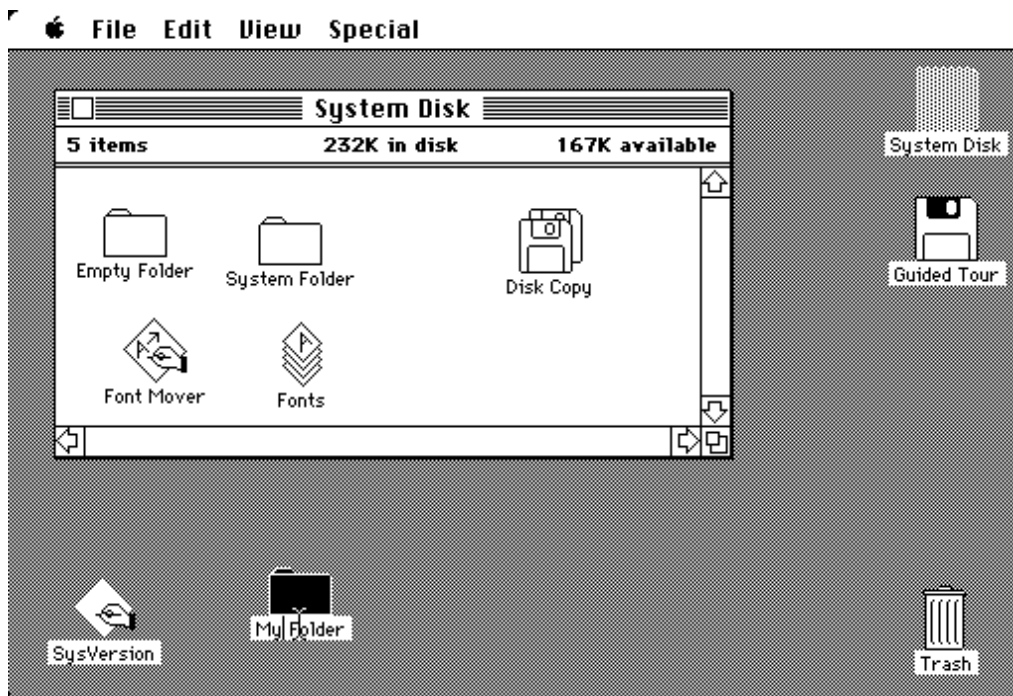 File Edit View Special
System Disk
5 items 232K in disk 167K available
System Disk
Empty Folder
System Folder
Disk Copy
Guided Tour
Font Mover
Fonts
SysVersion
My Folder
Trash